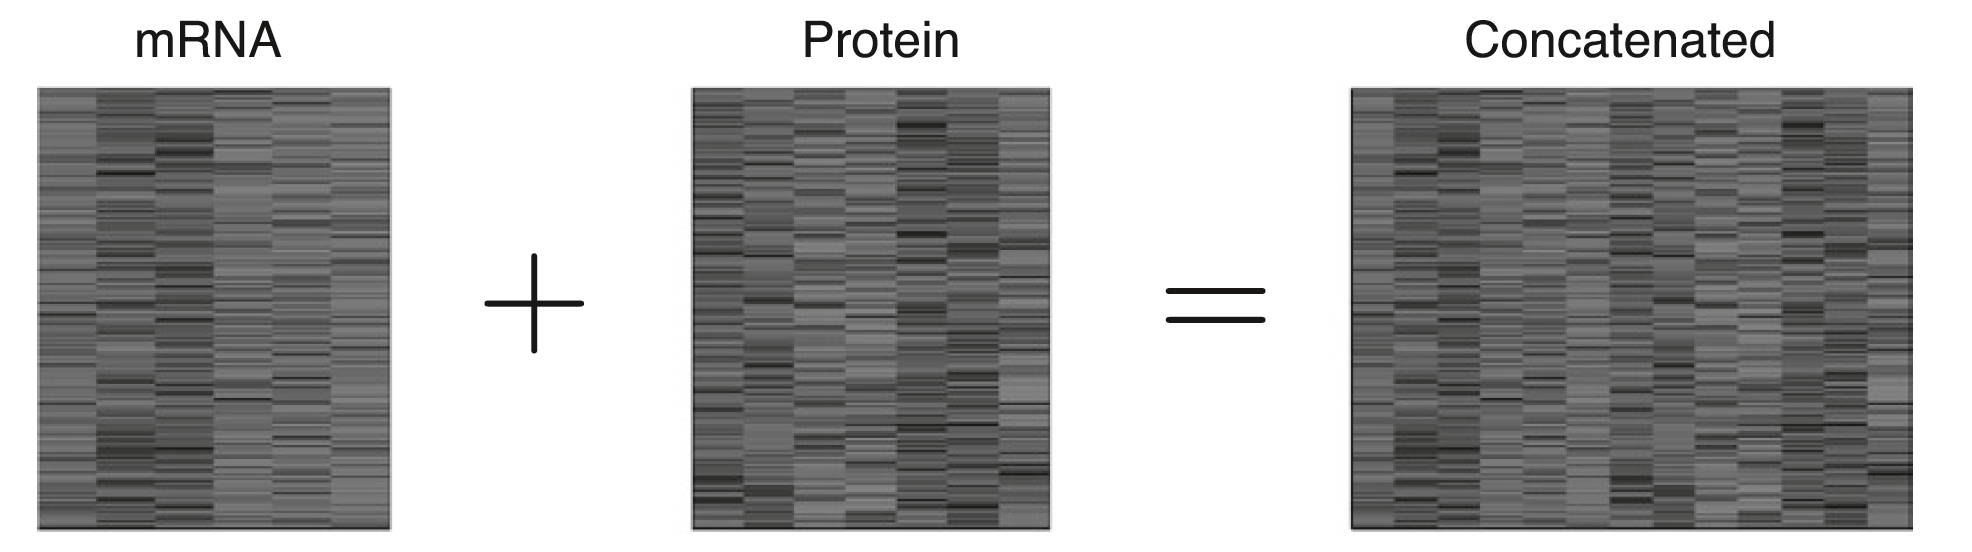 mRNA Protein Concatenated
+ =